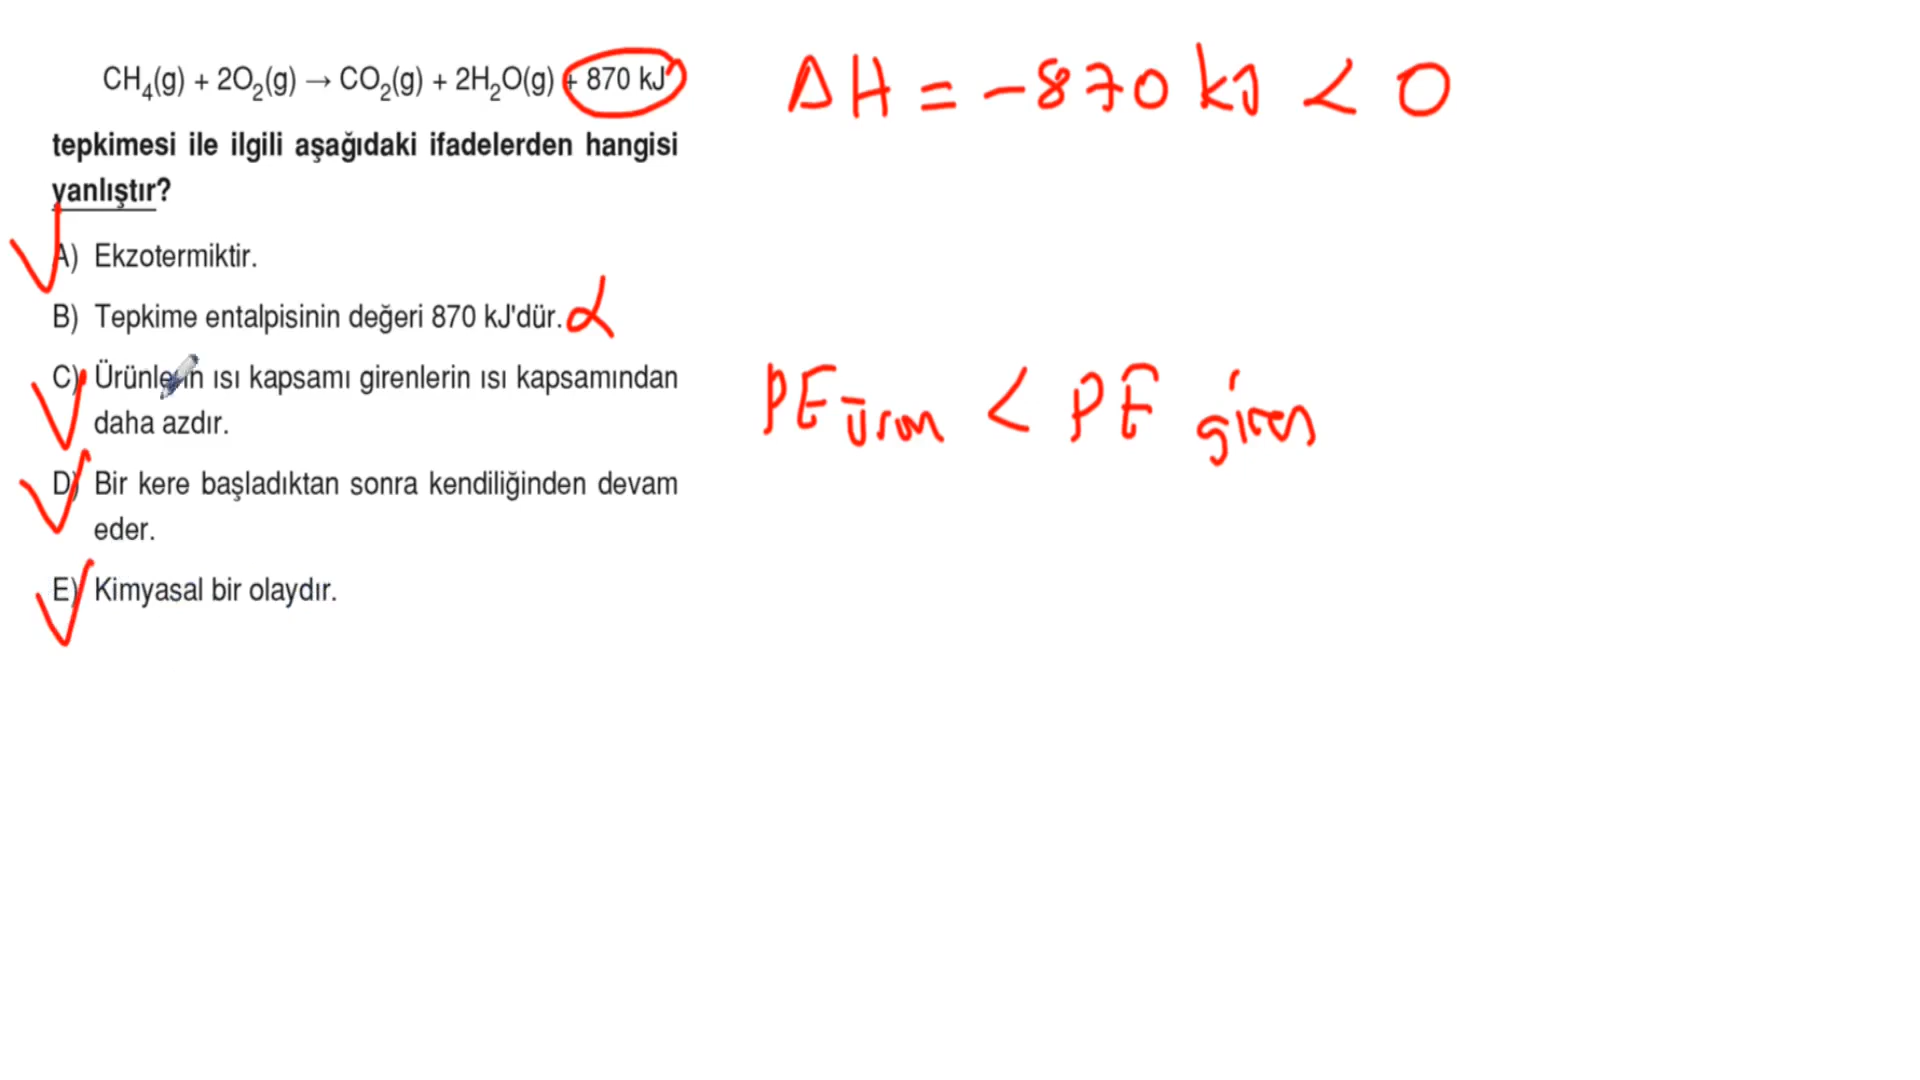 CH₄(g) + 2O₂(g) → CO₂(g) + 2H₂O(g) + 870 kJ
ΔH = -870 kJ < 0
tepkimesi ile ilgili aşağıdaki ifadelerden hangisi
yanlıştır?
A) Ekzotermiktir.
B) Tepkime entalpisinin değeri 870 kJ'dür.
C) Ürünlerin ısı kapsamı girenlerin ısı kapsamından
daha azdır.
PE ürün < PE giren
D) Bir kere başladıktan sonra kendiliğinden devam
eder.
E) Kimyasal bir olaydır.